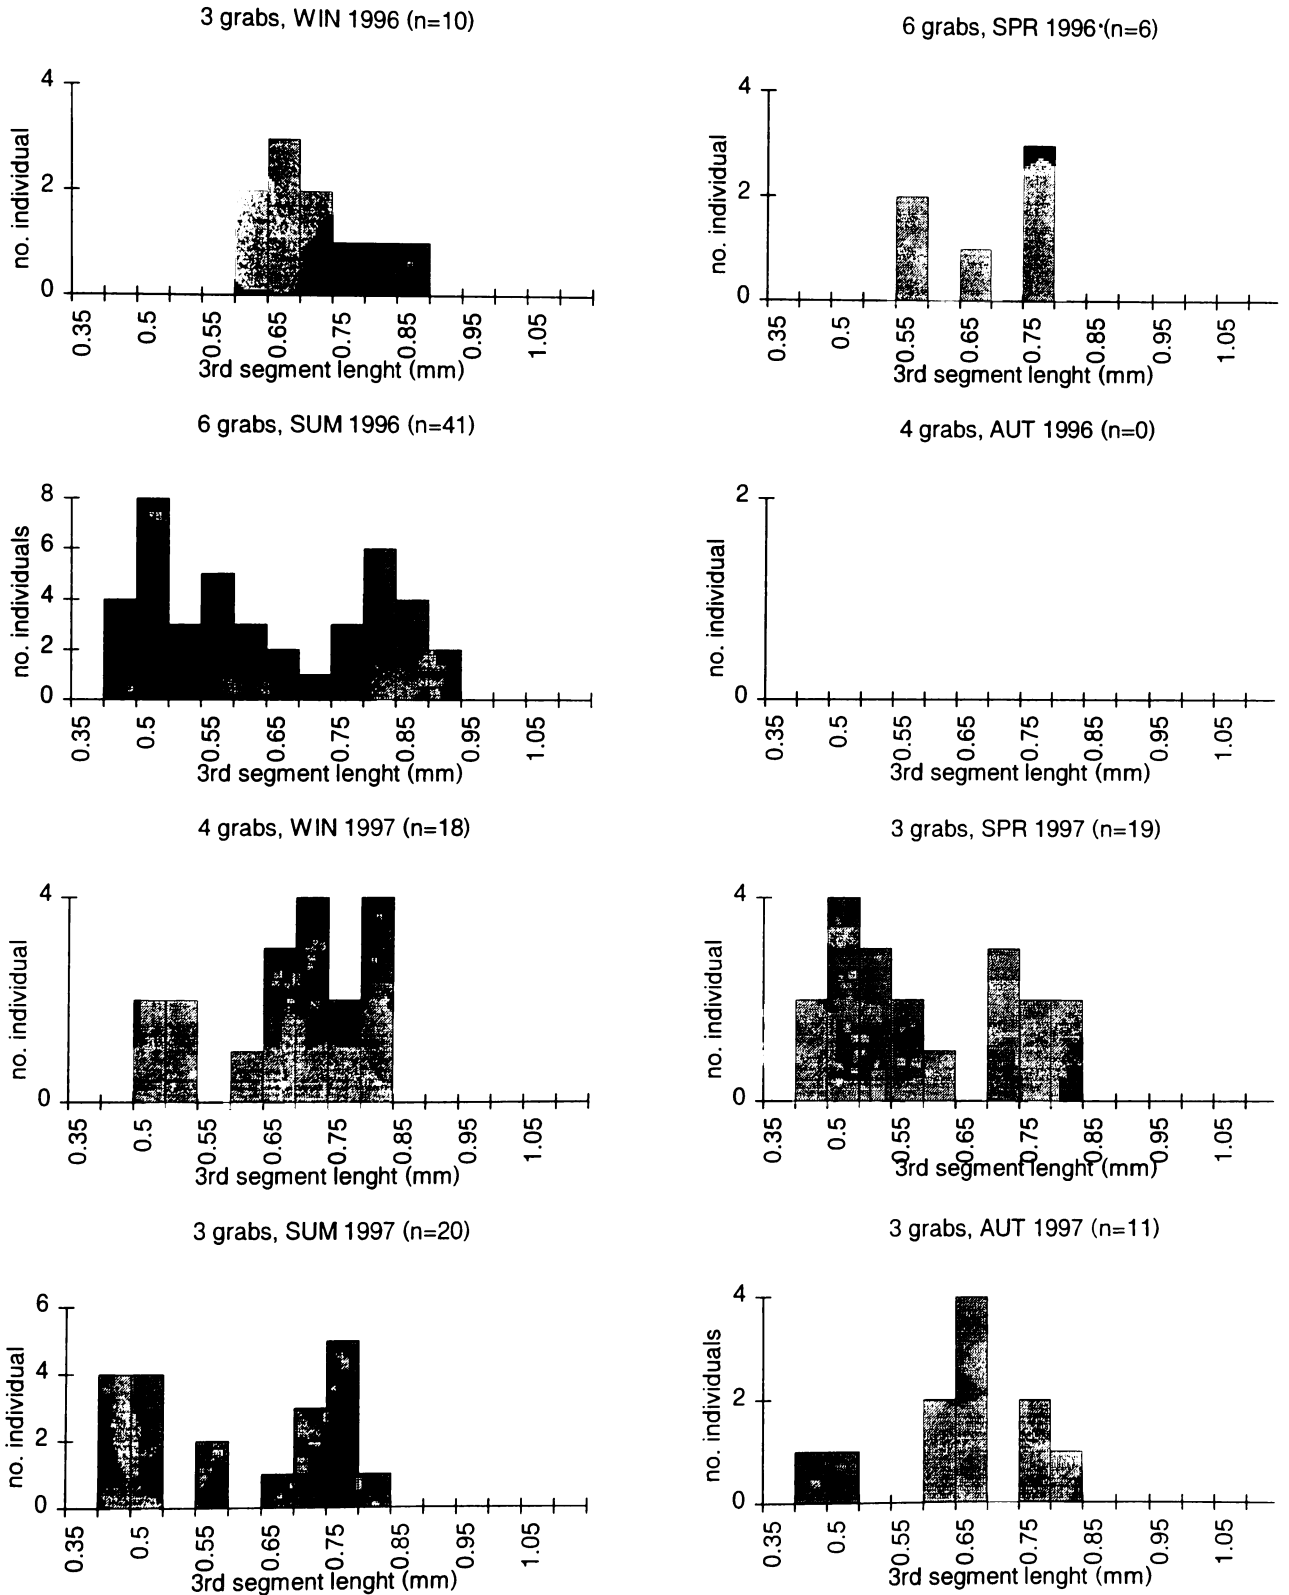 3 grabs, WIN 1996 (n=10)
no. individual
4
2
0
0.35 0.5 0.55 0.65 0.75 0.85 0.95 1.05
3rd segment lenght (mm)
6 grabs, SPR 1996 (n=6)
no. individual
4
2
0
0.35 0.5 0.55 0.65 0.75 0.85 0.95 1.05
3rd segment lenght (mm)
6 grabs, SUM 1996 (n=41)
no. individuals
8
6
4
2
0
0.35 0.5 0.55 0.65 0.75 0.85 0.95 1.05
3rd segment lenght (mm)
4 grabs, AUT 1996 (n=0)
no. individual
2
0
0.35 0.5 0.55 0.65 0.75 0.85 0.95 1.05
3rd segment lenght (mm)
4 grabs, WIN 1997 (n=18)
no. individual
4
2
0
0.35 0.5 0.55 0.65 0.75 0.85 0.95 1.05
3rd segment lenght (mm)
3 grabs, SPR 1997 (n=19)
no. individual
4
2
0
0.35 0.5 0.55 0.65 0.75 0.85 0.95 1.05
3rd segment lenght (mm)
3 grabs, SUM 1997 (n=20)
no. individual
6
4
2
0
0.35 0.5 0.55 0.65 0.75 0.85 0.95 1.05
3rd segment lenght (mm)
3 grabs, AUT 1997 (n=11)
no. individuals
4
2
0
0.35 0.5 0.55 0.65 0.75 0.85 0.95 1.05
3rd segment lenght (mm)